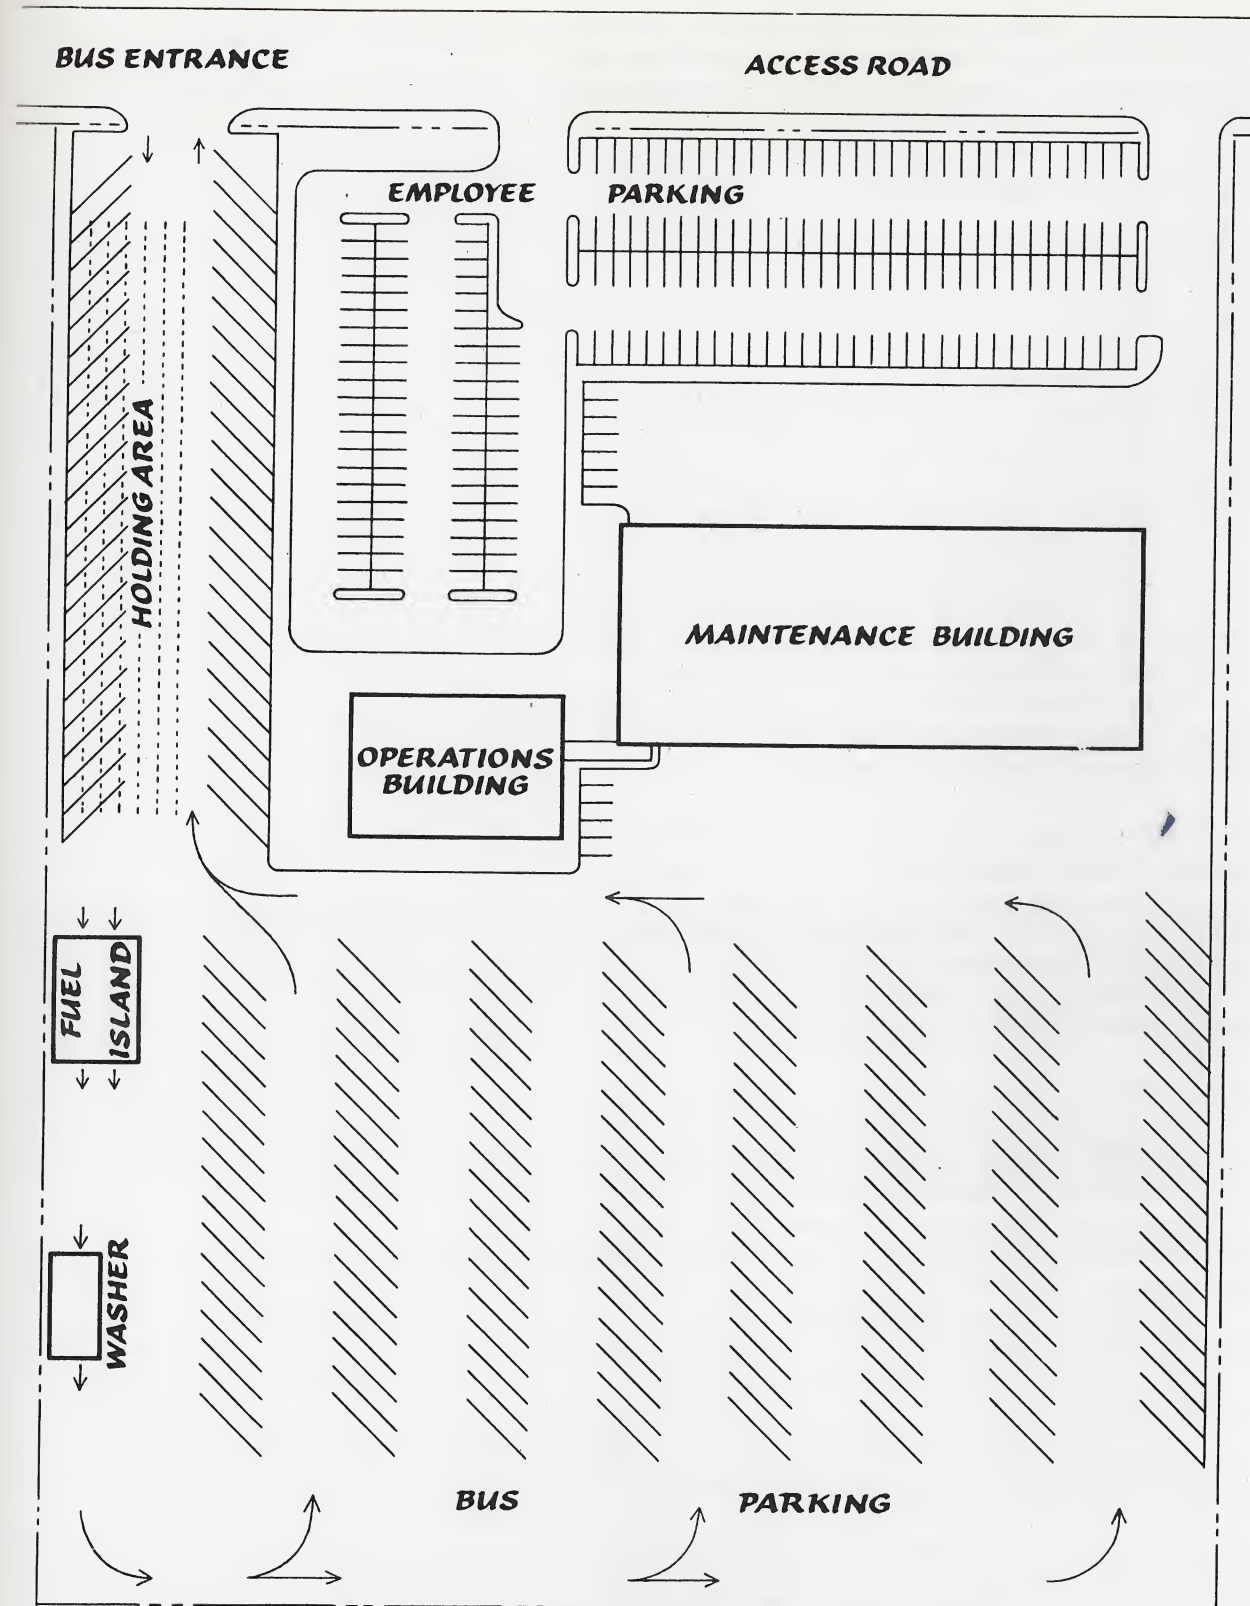 BUS ENTRANCE
ACCESS ROAD
EMPLOYEE PARKING
HOLDING AREA
MAINTENANCE BUILDING
OPERATIONS
BUILDING
FUEL
ISLAND
WASHER
BUS PARKING